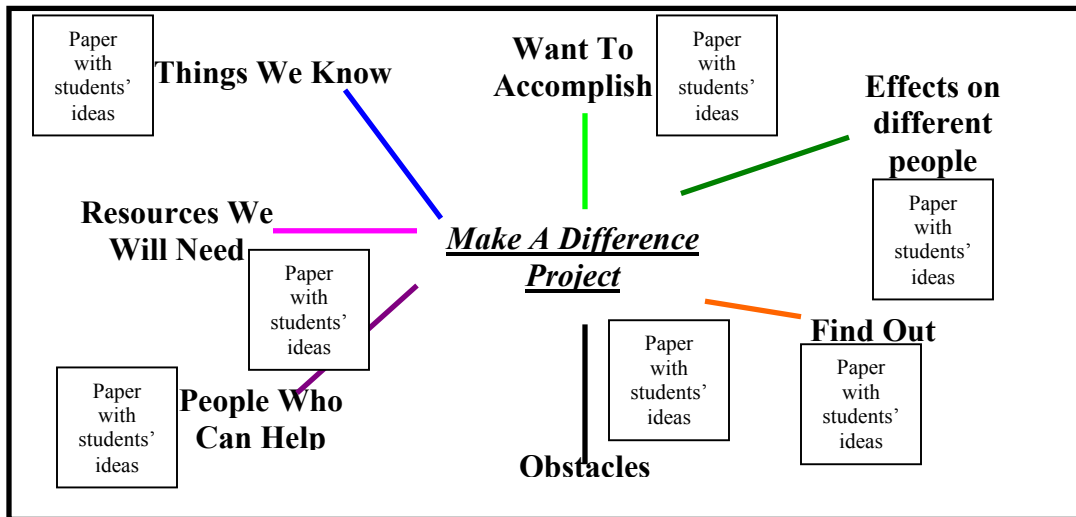 Paper
with
students’
ideas
Things We Know
Want To
Accomplish
Paper
with
students’
ideas
Effects on
different
people
Paper
with
students’
ideas
Resources We
Will Need
Paper
with
students’
ideas
Make A Difference
Project
Find Out
Paper
with
students’
ideas
Paper
with
students’
ideas
People Who
Can Help
Paper
with
students’
ideas
Obstacles